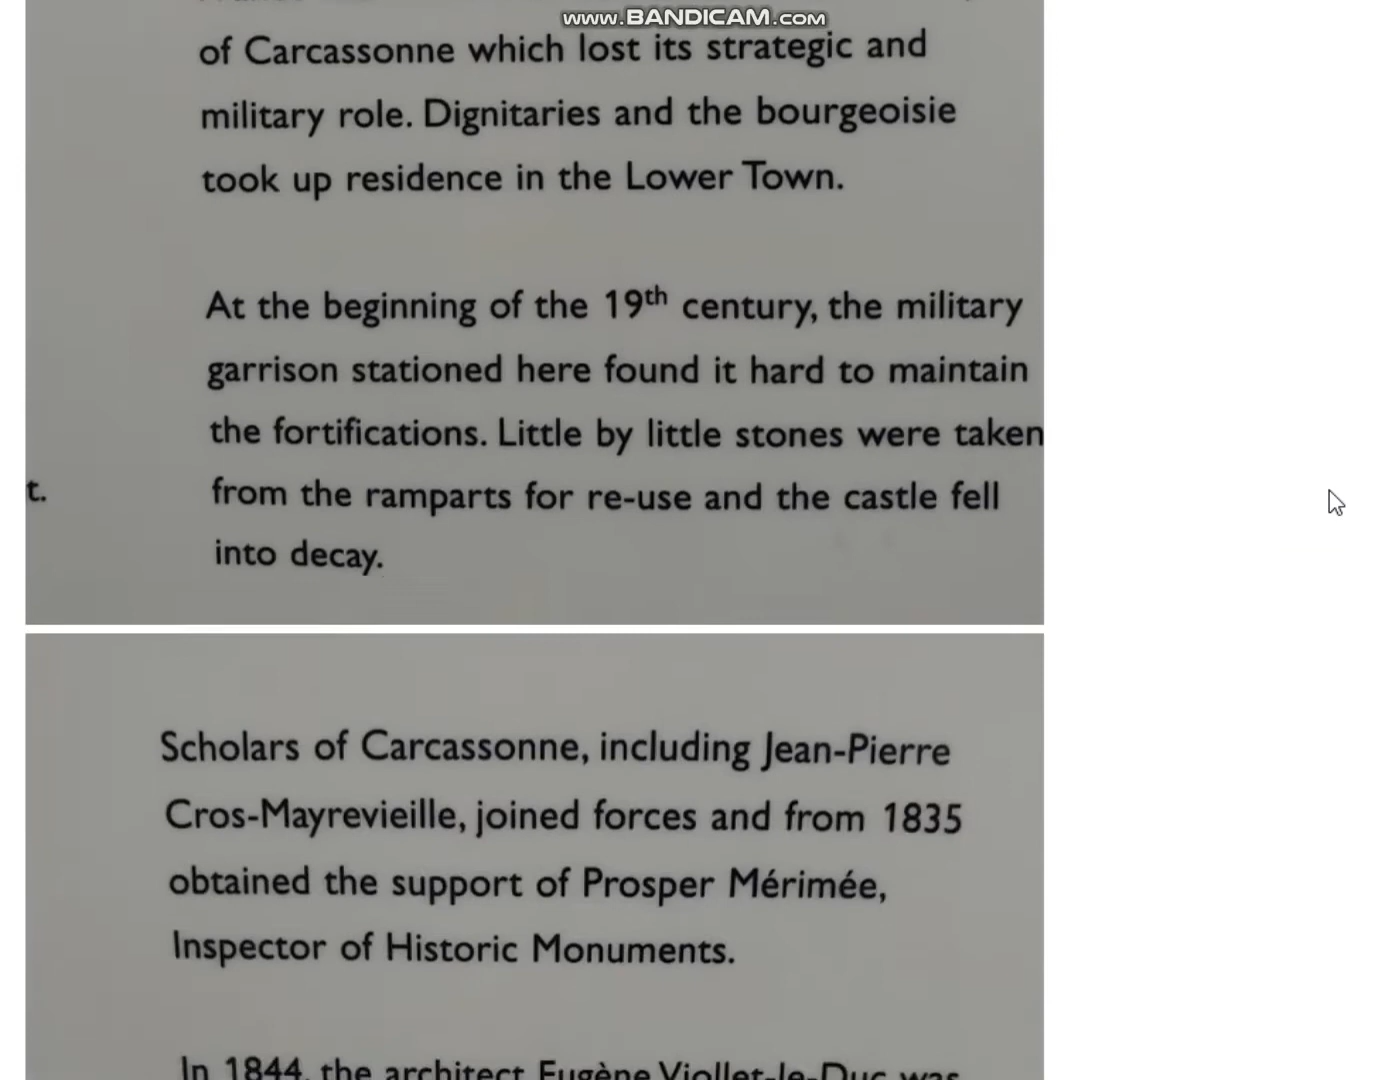 www.BANDICAM.com
of Carcassonne which lost its strategic and
military role. Dignitaries and the bourgeoisie
took up residence in the Lower Town.
At the beginning of the 19th century, the military
garrison stationed here found it hard to maintain
the fortifications. Little by little stones were taken
t.
from the ramparts for re-use and the castle fell
into decay.
Scholars of Carcassonne, including Jean-Pierre
Cros-Mayrevieille, joined forces and from 1835
obtained the support of Prosper Mérimée,
Inspector of Historic Monuments.
In 1844, the architect Eugène Viollet-le-Duc was